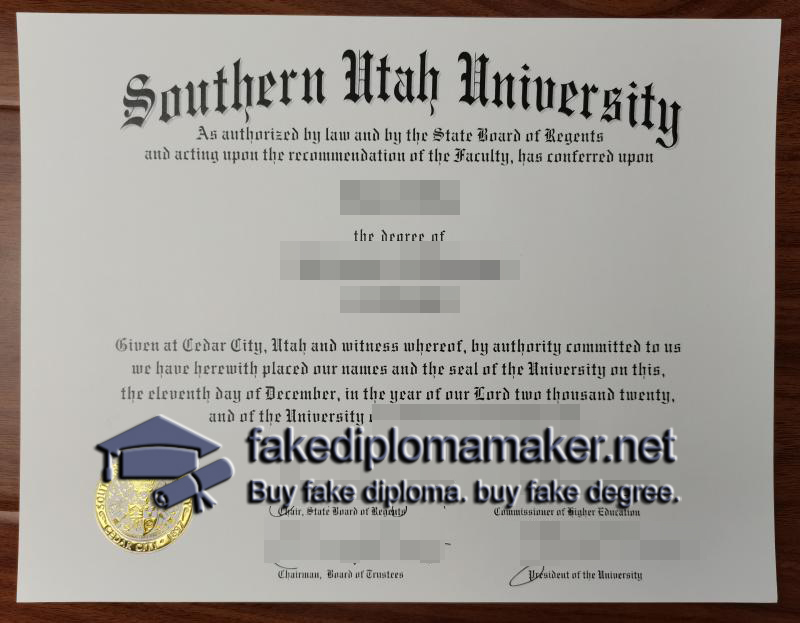 Southern Utah University
As authorized by law and by the State Board of Regents
and acting upon the recommendation of the Faculty, has conferred upon
the degree of
Given at Cedar City, Utah and witness whereof, by authority committed to us
we have herewith placed our names and the seal of the University on this,
the eleventh day of December, in the year of our Lord two thousand twenty,
and of the University
fakediplomamaker.net
Buy fake diploma. buy fake degree.
Chair, State Board of Regents
Commissioner of Higher Education
CEDAR CITY
Chairman, Board of Trustees
President of the University